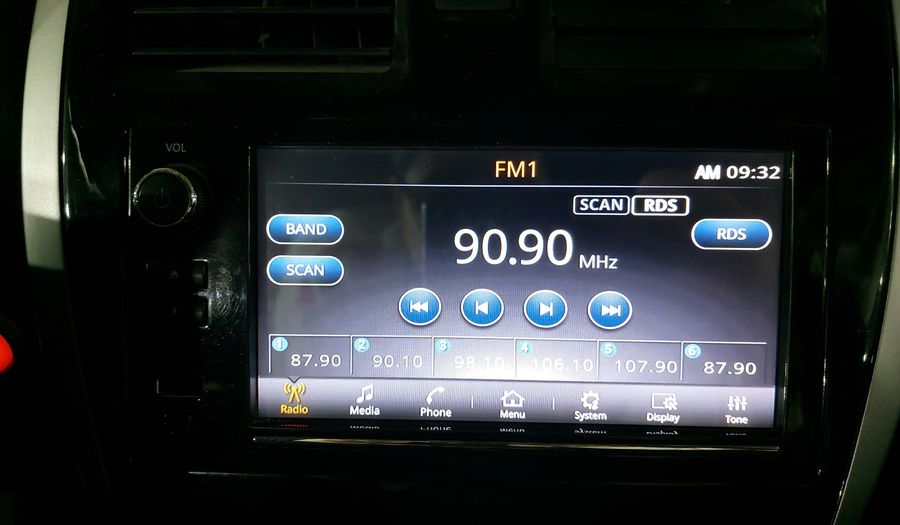 VOL
FM1
AM 09:32
SCAN RDS
BAND
RDS
90.90 MHz
SCAN
1 87.90
2 90.10
3 98.10
4 106.10
5 107.90
6 87.90
Radio
Media
Phone
Menu
System
Display
Tone